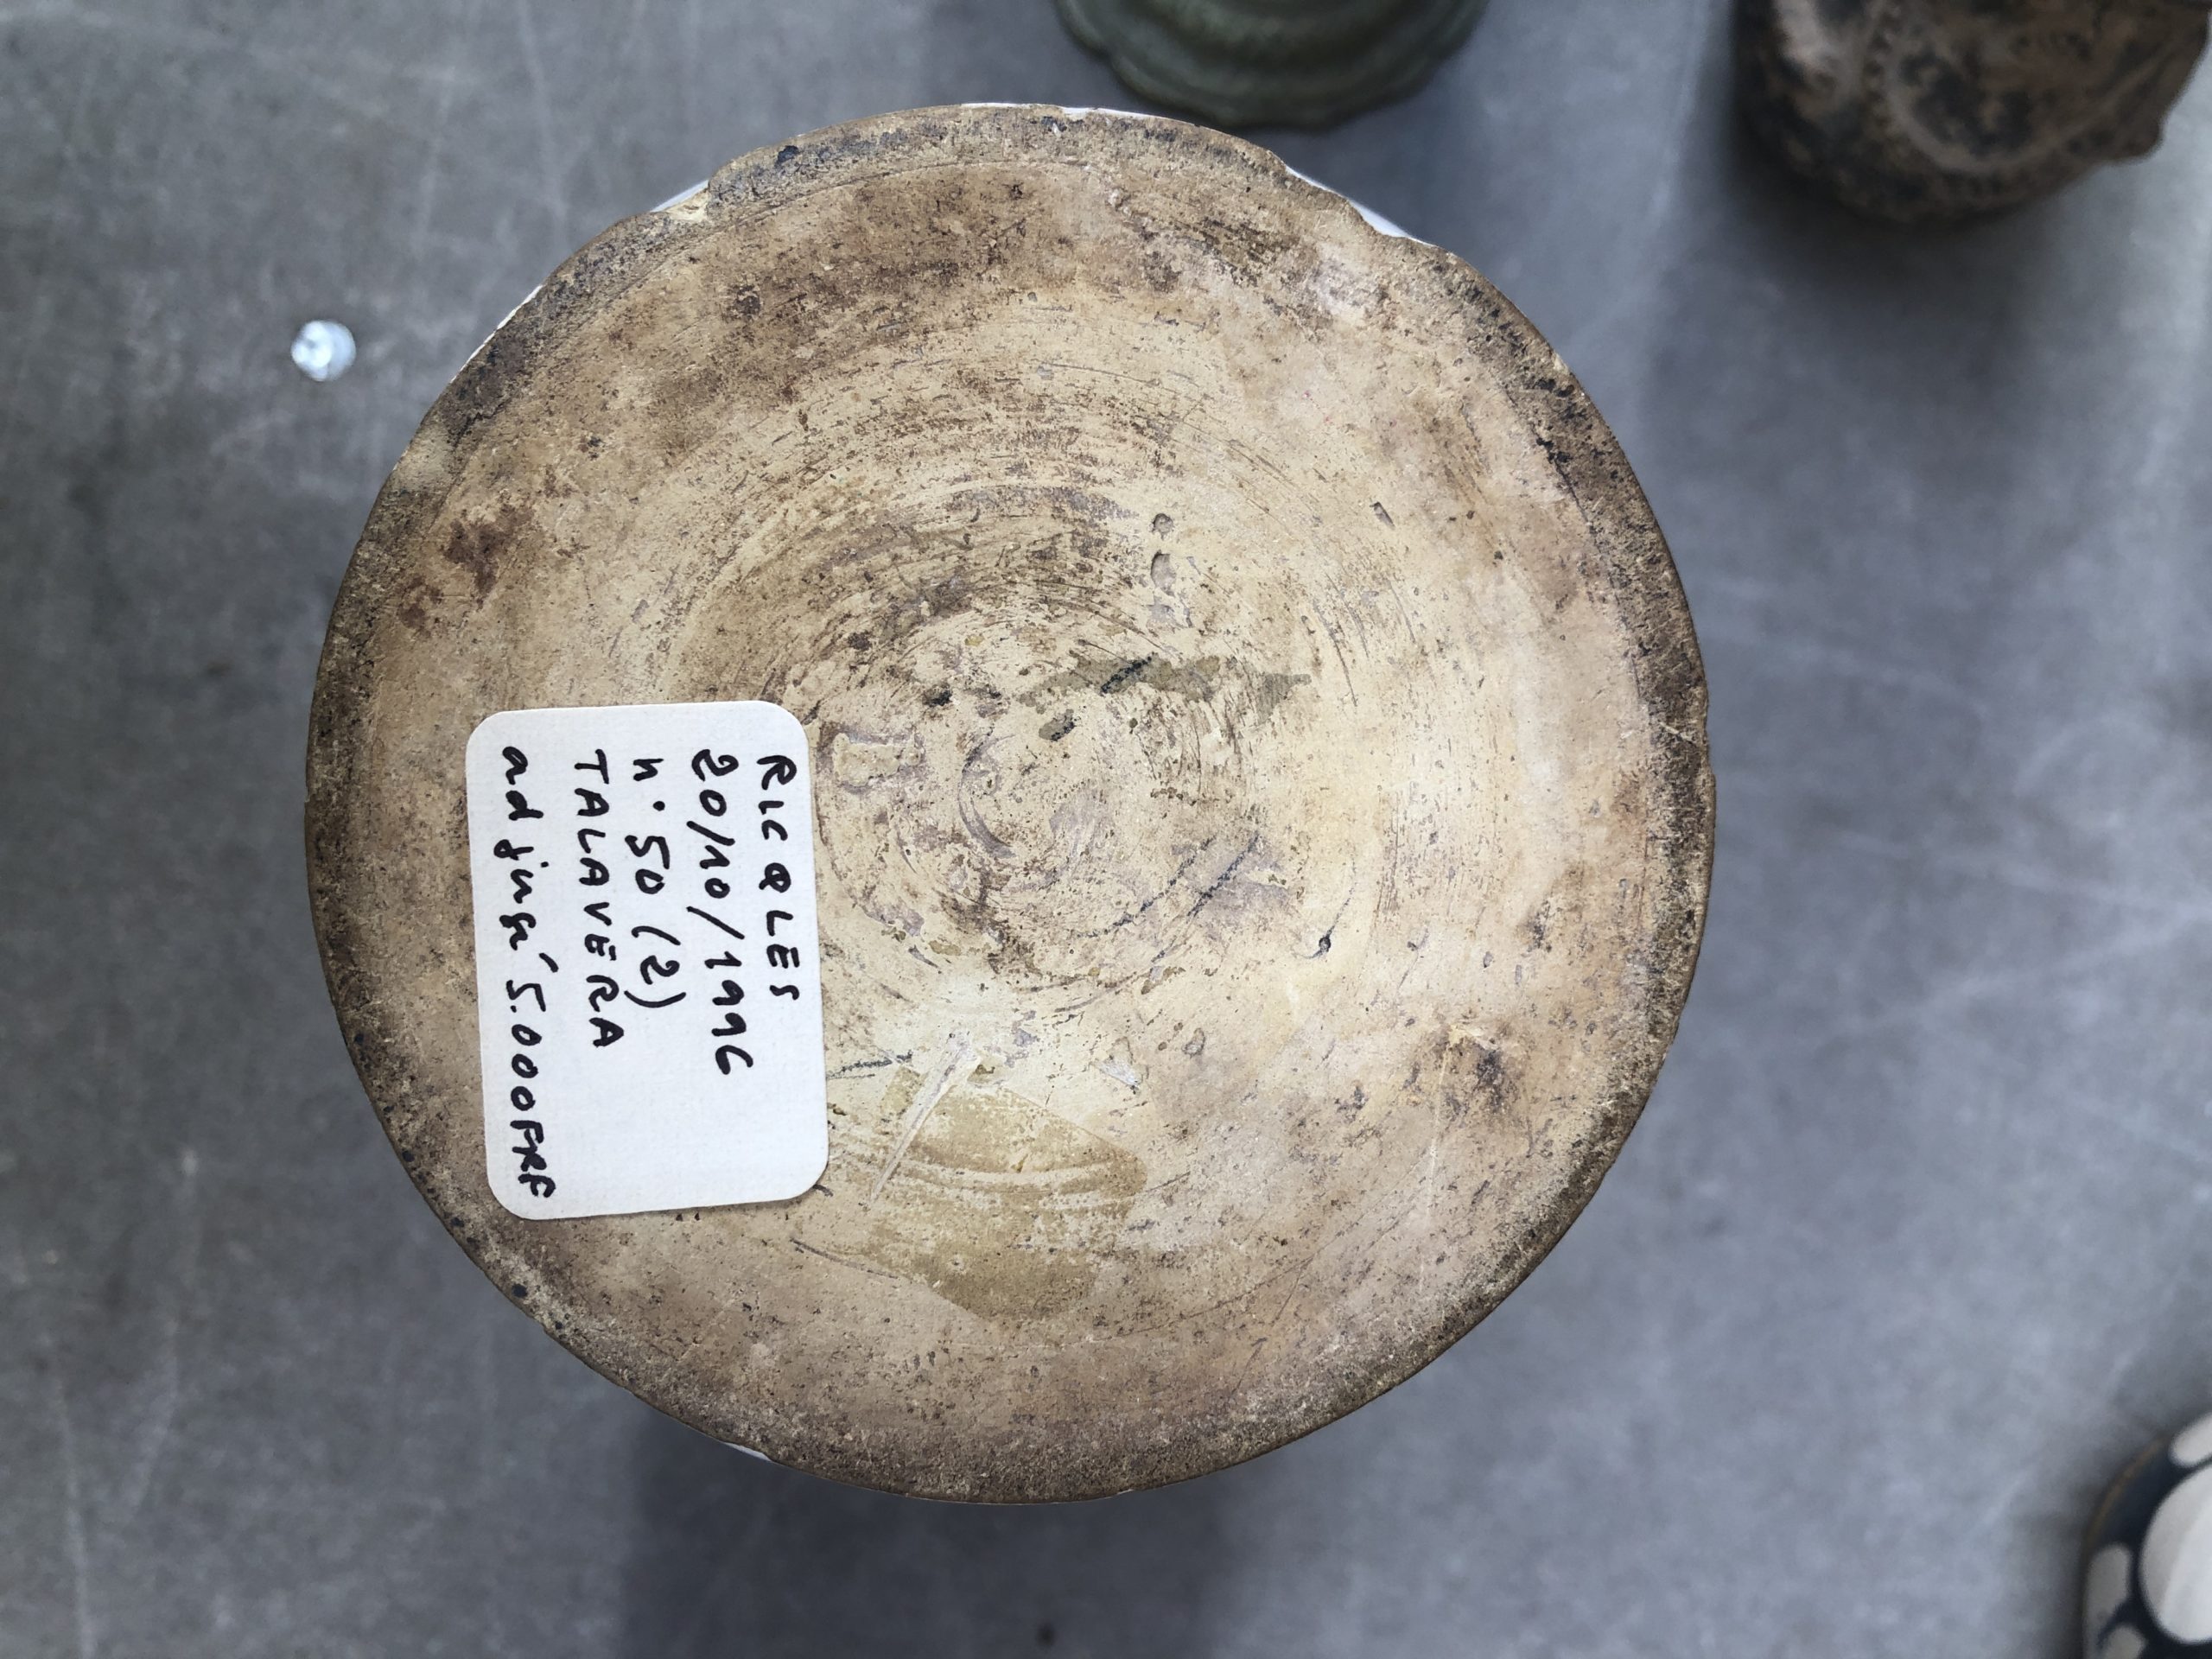 RICQLES
20/10/1996
n° 50 (2)
TALAVERA
adjugé 5.000FRF